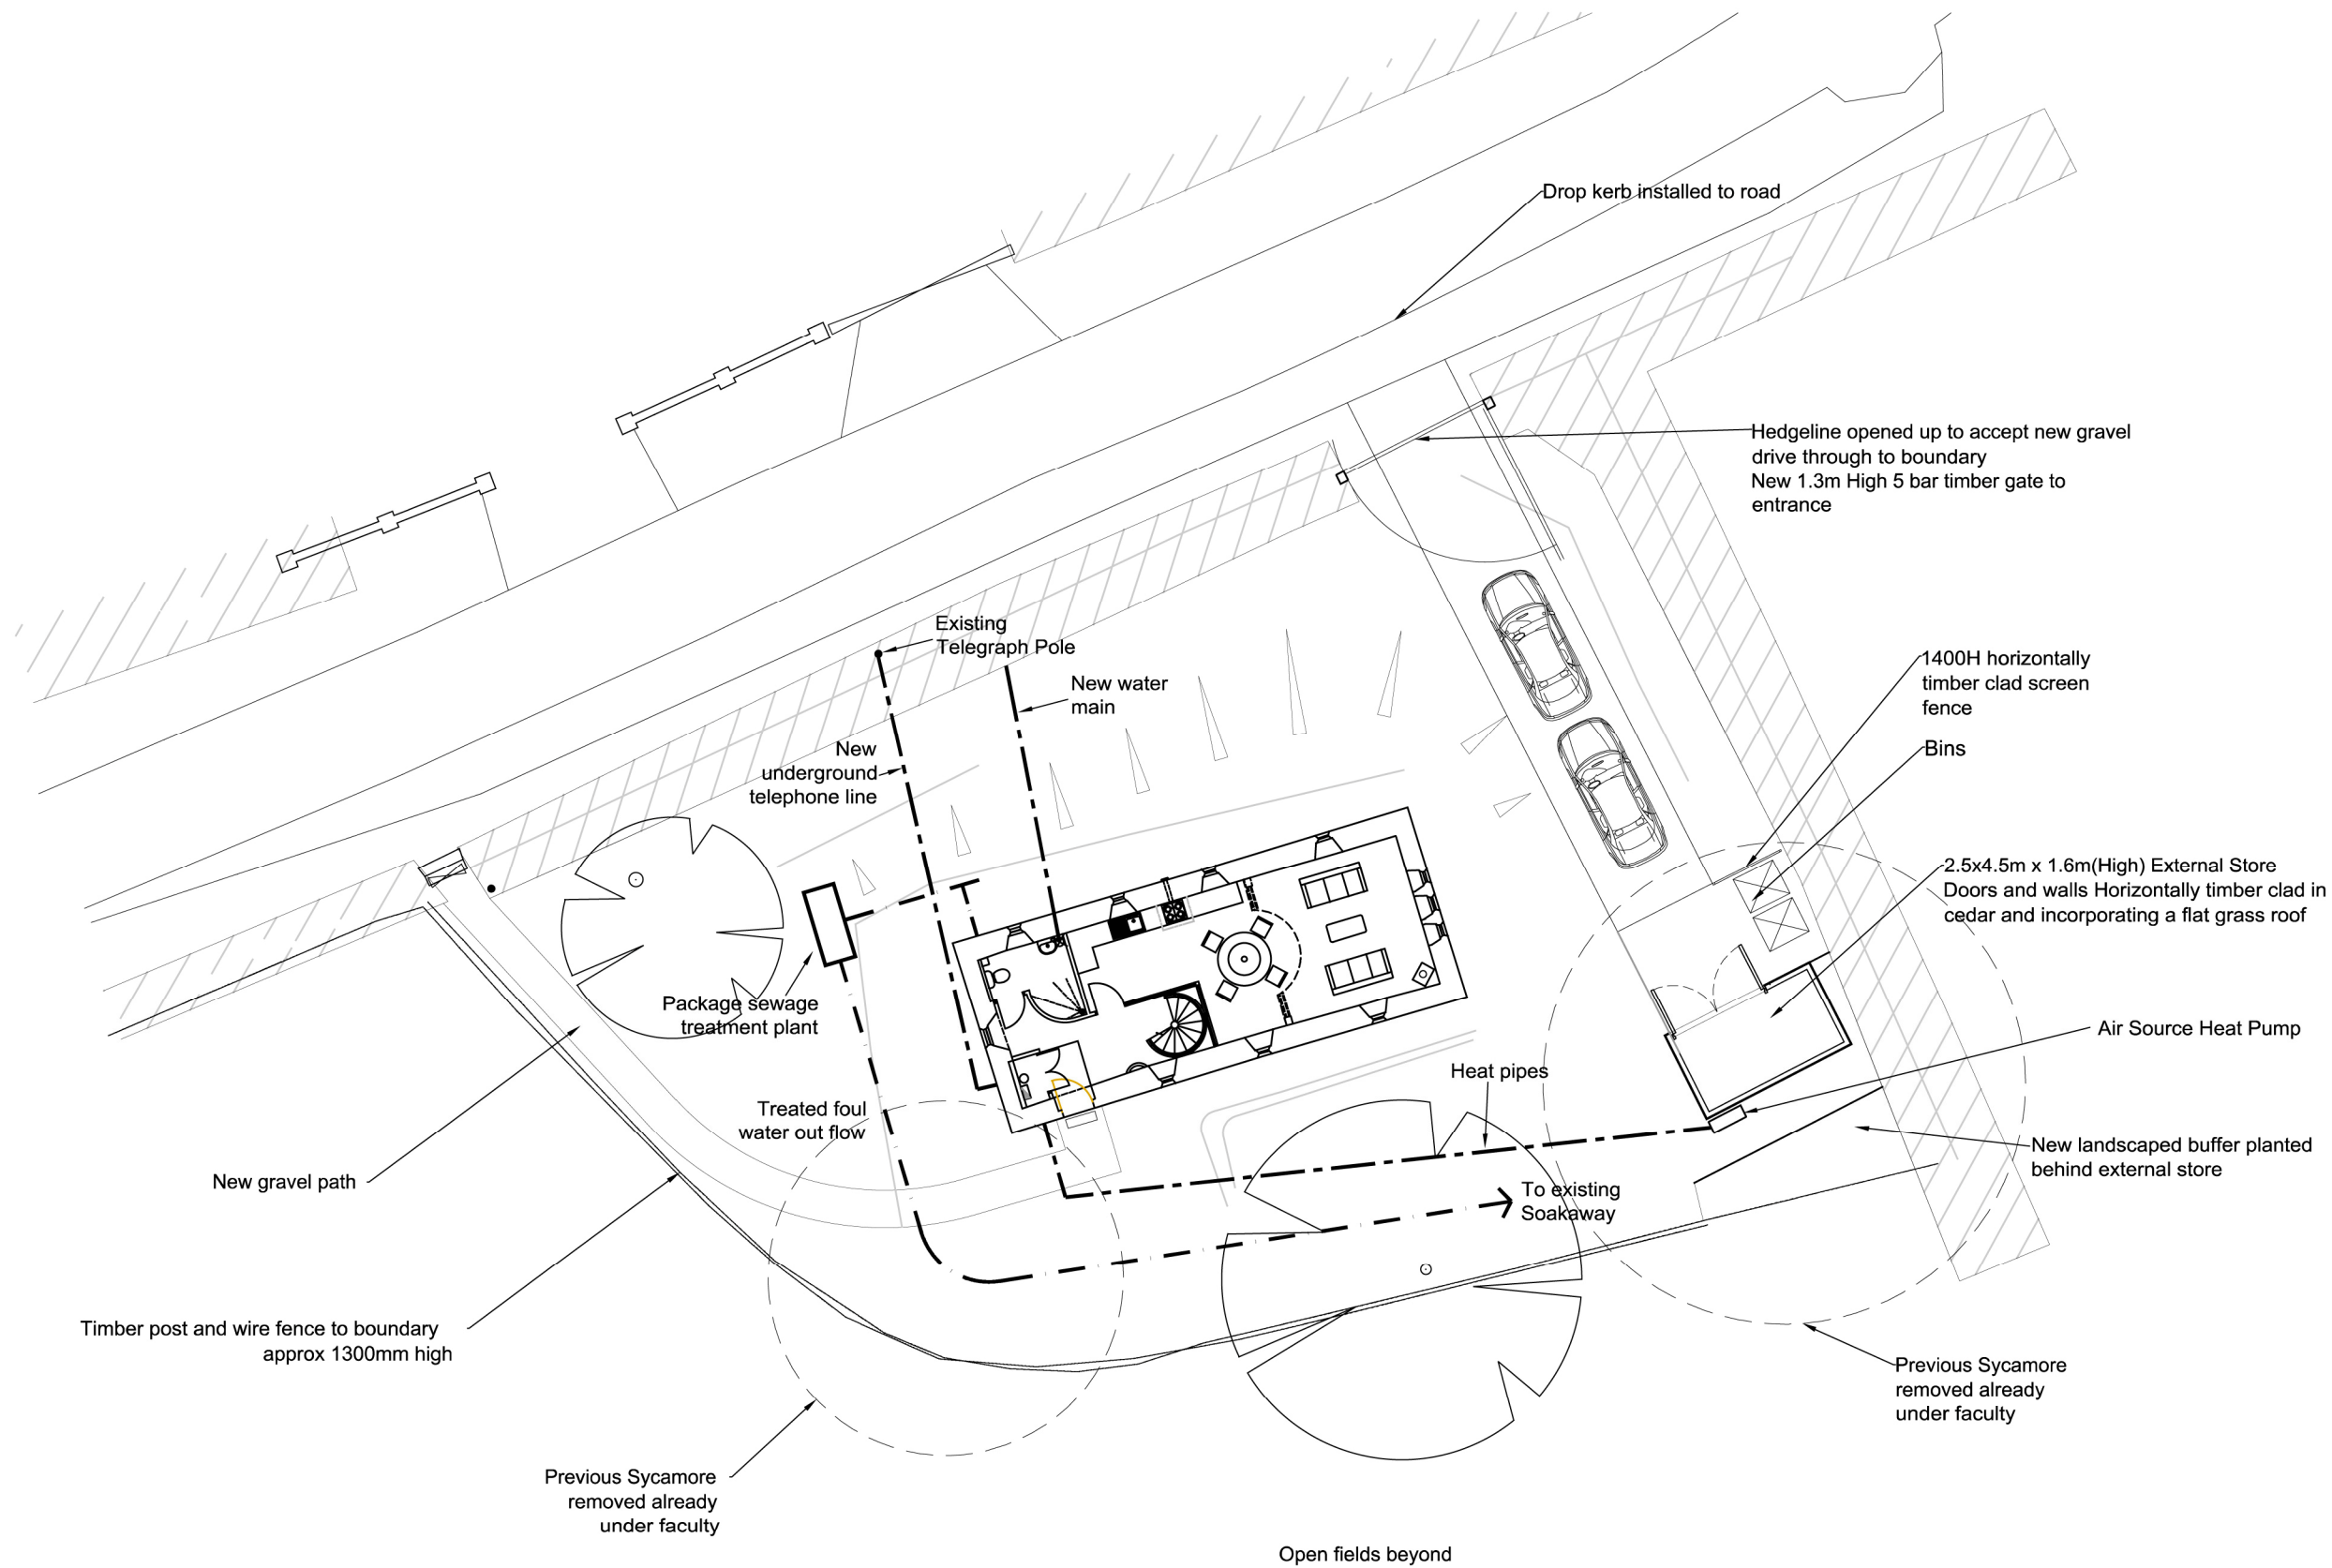 Drop kerb installed to road
Hedgeline opened up to accept new gravel
drive through to boundary
New 1.3m High 5 bar timber gate to
entrance
Existing
Telegraph Pole
New water
main
New
underground
telephone line
1400H horizontally
timber clad screen
fence
Bins
2.5x4.5m x 1.6m(High) External Store
Doors and walls Horizontally timber clad in
cedar and incorporating a flat grass roof
Package sewage
treatment plant
Air Source Heat Pump
Heat pipes
Treated foul
water out flow
New landscaped buffer planted
behind external store
New gravel path
To existing
Soakaway
Timber post and wire fence to boundary
approx 1300mm high
Previous Sycamore
removed already
under faculty
Previous Sycamore
removed already
under faculty
Open fields beyond